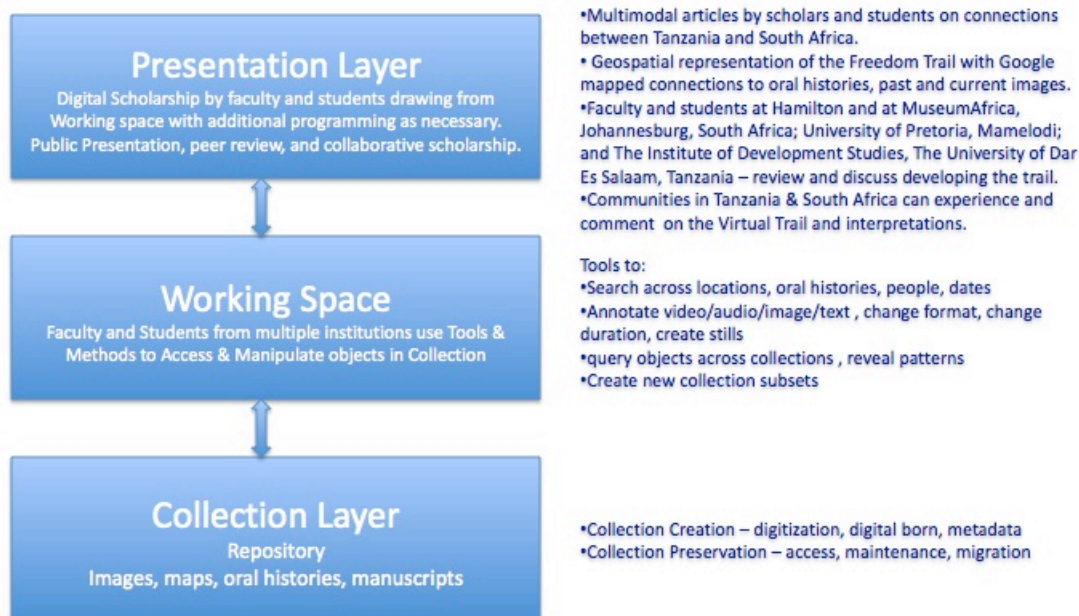 Presentation Layer
Digital Scholarship by faculty and students drawing from
Working space with additional programming as necessary.
Public Presentation, peer review, and collaborative scholarship.
•Multimodal articles by scholars and students on connections
between Tanzania and South Africa.
• Geospatial representation of the Freedom Trail with Google
mapped connections to oral histories, past and current images.
•Faculty and students at Hamilton and at MuseumAfrica,
Johannesburg, South Africa; University of Pretoria, Mamelodi;
and The Institute of Development Studies, The University of Dar
Es Salaam, Tanzania – review and discuss developing the trail.
•Communities in Tanzania & South Africa can experience and
comment  on the Virtual Trail and interpretations.
Working Space
Faculty and Students from multiple institutions use Tools &
Methods to Access & Manipulate objects in Collection
Tools to:
•Search across locations, oral histories, people, dates
•Annotate video/audio/image/text , change format, change
duration, create stills
•query objects across collections , reveal patterns
•Create new collection subsets
Collection Layer
Repository
Images, maps, oral histories, manuscripts
•Collection Creation – digitization, digital born, metadata
•Collection Preservation – access, maintenance, migration